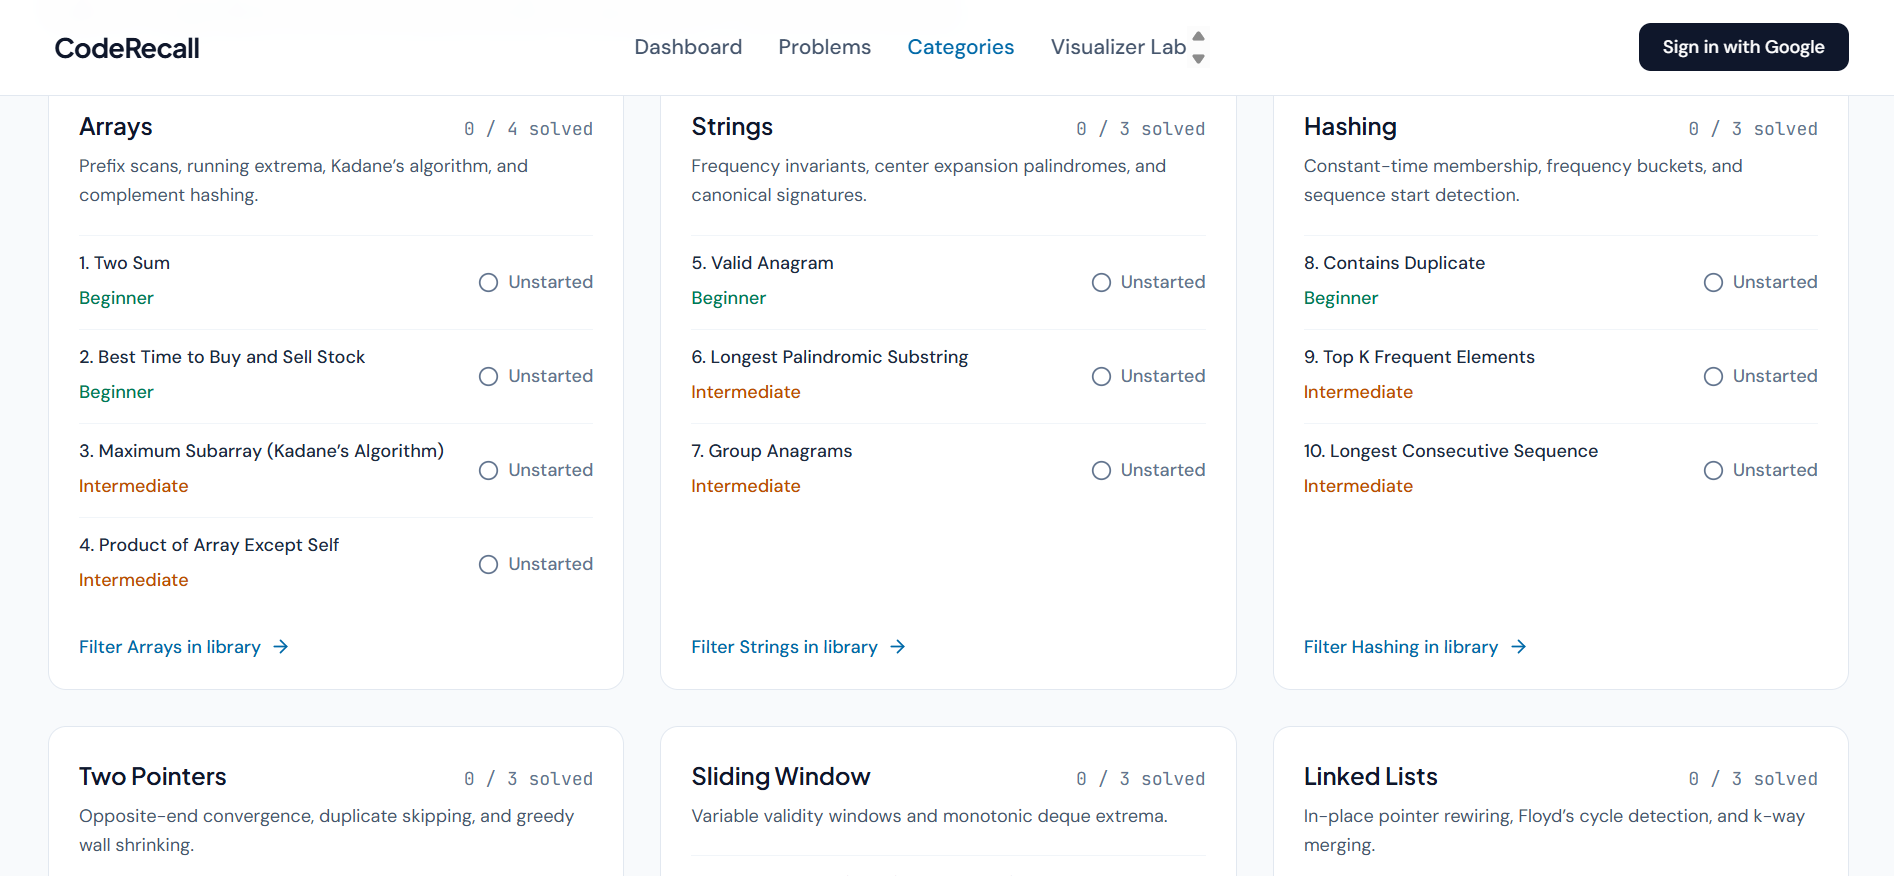 CodeRecall
Dashboard
Problems
Categories
Visualizer Lab
Sign in with Google
Arrays
0 / 4 solved
Prefix scans, running extrema, Kadane’s algorithm, and
complement hashing.
1. Two Sum
Beginner
Unstarted
2. Best Time to Buy and Sell Stock
Beginner
Unstarted
3. Maximum Subarray (Kadane’s Algorithm)
Intermediate
Unstarted
4. Product of Array Except Self
Intermediate
Unstarted
Filter Arrays in library →
Strings
0 / 3 solved
Frequency invariants, center expansion palindromes, and
canonical signatures.
5. Valid Anagram
Beginner
Unstarted
6. Longest Palindromic Substring
Intermediate
Unstarted
7. Group Anagrams
Intermediate
Unstarted
Filter Strings in library →
Hashing
0 / 3 solved
Constant-time membership, frequency buckets, and
sequence start detection.
8. Contains Duplicate
Beginner
Unstarted
9. Top K Frequent Elements
Intermediate
Unstarted
10. Longest Consecutive Sequence
Intermediate
Unstarted
Filter Hashing in library →
Two Pointers
0 / 3 solved
Opposite-end convergence, duplicate skipping, and greedy
wall shrinking.
Sliding Window
0 / 3 solved
Variable validity windows and monotonic deque extrema.
Linked Lists
0 / 3 solved
In-place pointer rewiring, Floyd’s cycle detection, and k-way
merging.